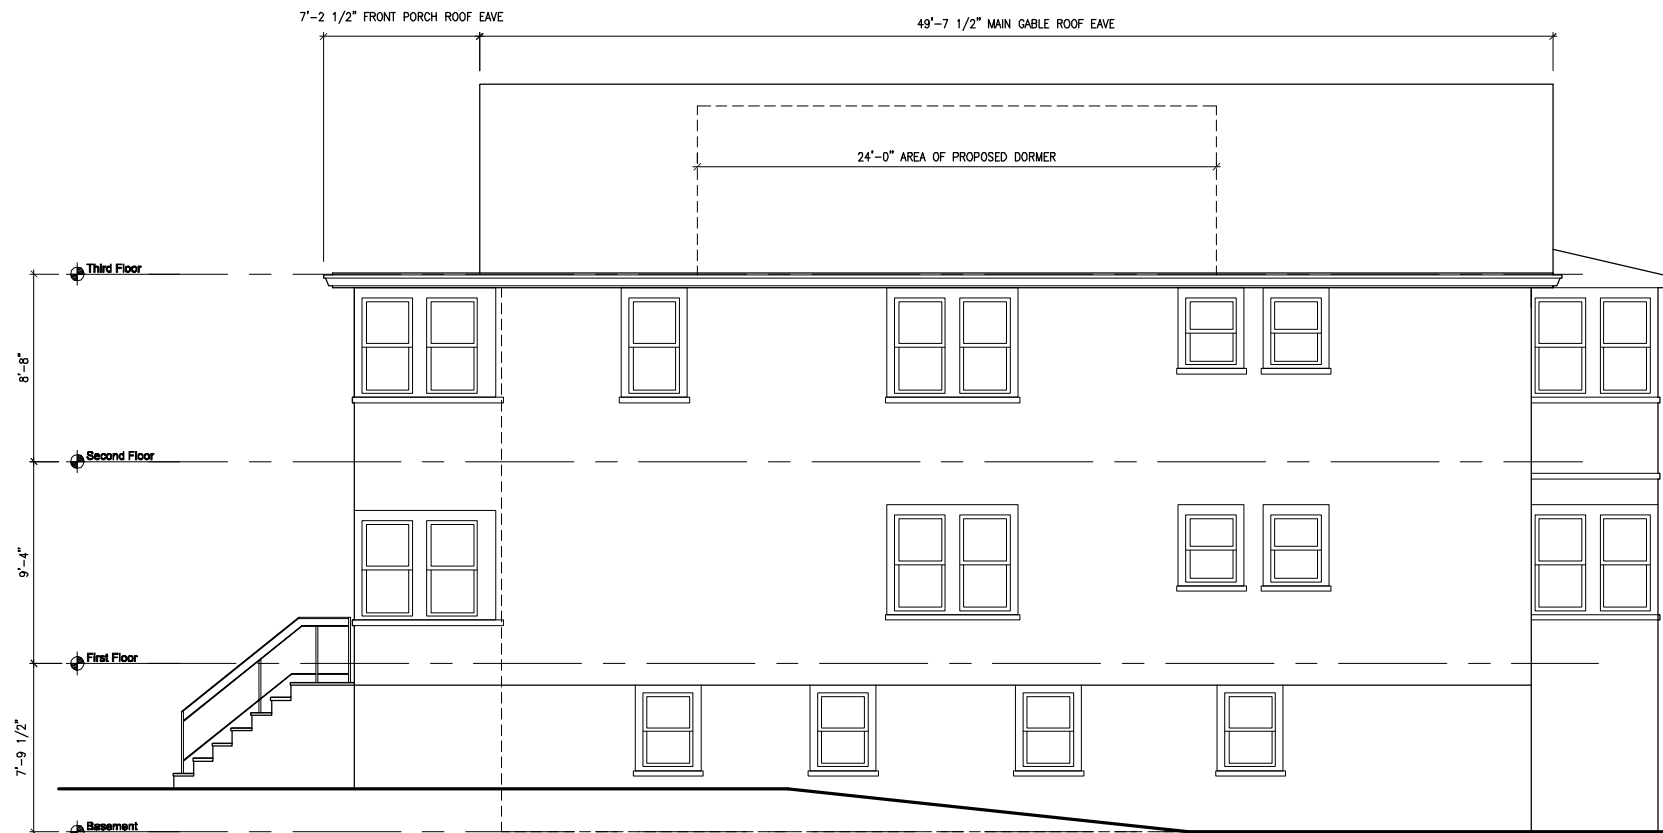 7'-2 1/2" FRONT PORCH ROOF EAVE
49'-7 1/2" MAIN GABLE ROOF EAVE
24'-0" AREA OF PROPOSED DORMER
Third Floor
8'-8"
Second Floor
9'-4"
First Floor
7'-9 1/2"
Basement